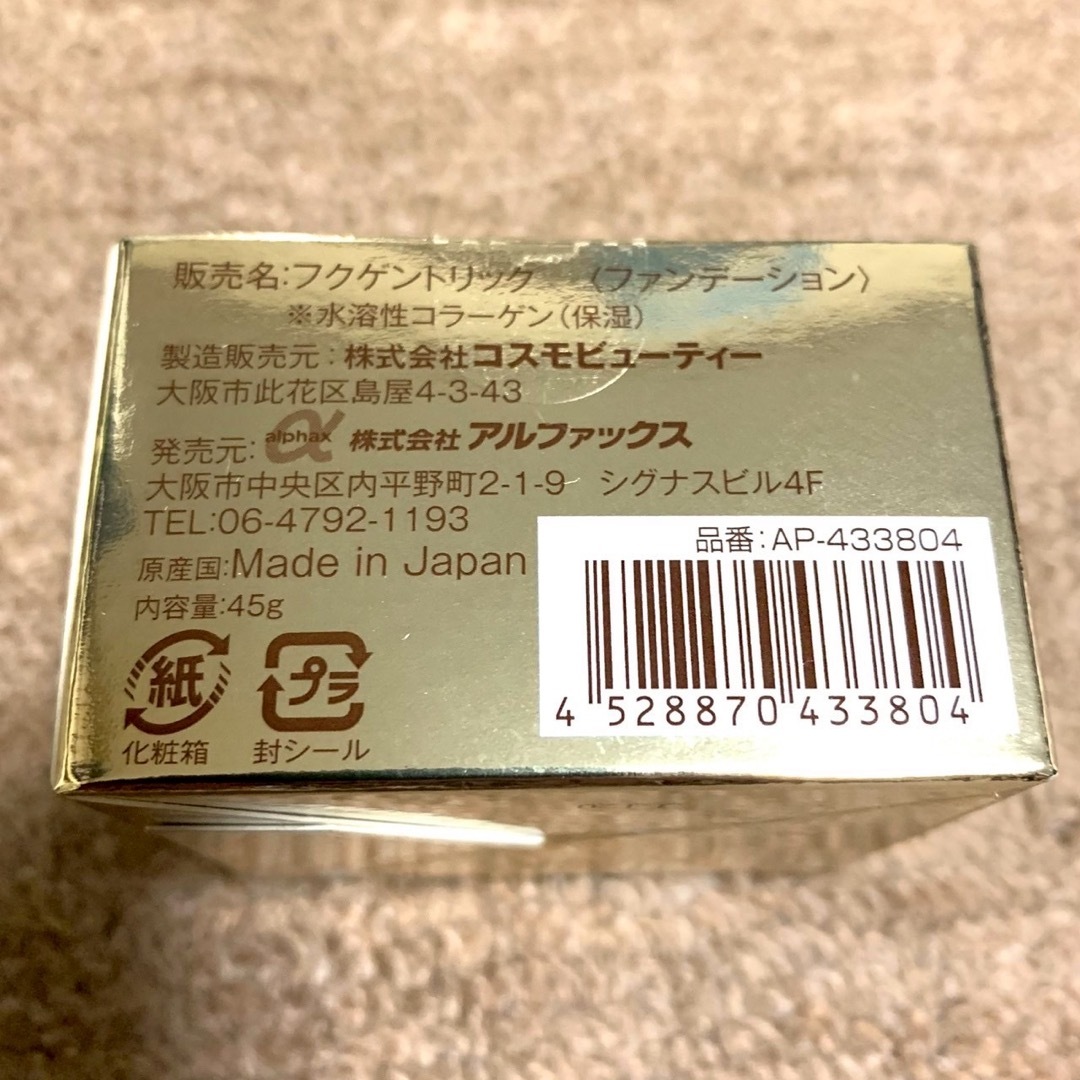 販売名:フクゲントリック 〈ファンデーション〉
※水溶性コラーゲン(保湿)
製造販売元:株式会社コスモビューティー
大阪市此花区島屋4-3-43
発売元: alphax 株式会社アルファックス
大阪市中央区内平野町2-1-9 シグナスビル4F
TEL:06-4792-1193
原産国:Made in Japan
内容量:45g
紙
化粧箱
プラ
封シール
品番:AP-433804
4 528870 433804